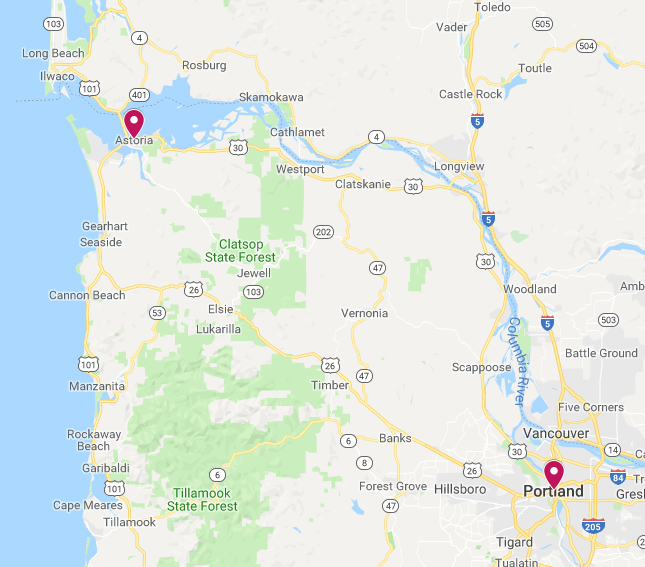 Toledo
103
505
Vader
4
Long Beach
504
Rosburg
Toutle
Ilwaco
101
401
Skamokawa
Castle Rock
5
Astoria
Cathlamet
4
30
Westport
Longview
Clatskanie
30
5
Gearhart
202
Seaside
Clatsop
State Forest
30
47
Jewell
Cannon Beach
26
103
Woodland
Amb
53
Elsie
Vernonia
5
503
Lukarilla
Columbia River
Battle Ground
101
26
Scappoose
47
Manzanita
Timber
Five Corners
Rockaway
Beach
6
Banks
Vancouver
30
14
Garibaldi
8
26
6
84
Tr
101
Forest Grove
Hillsboro
Portland
Gresh
Tillamook
State Forest
Cape Meares
47
Tillamook
205
Tigard
2
Tualatin